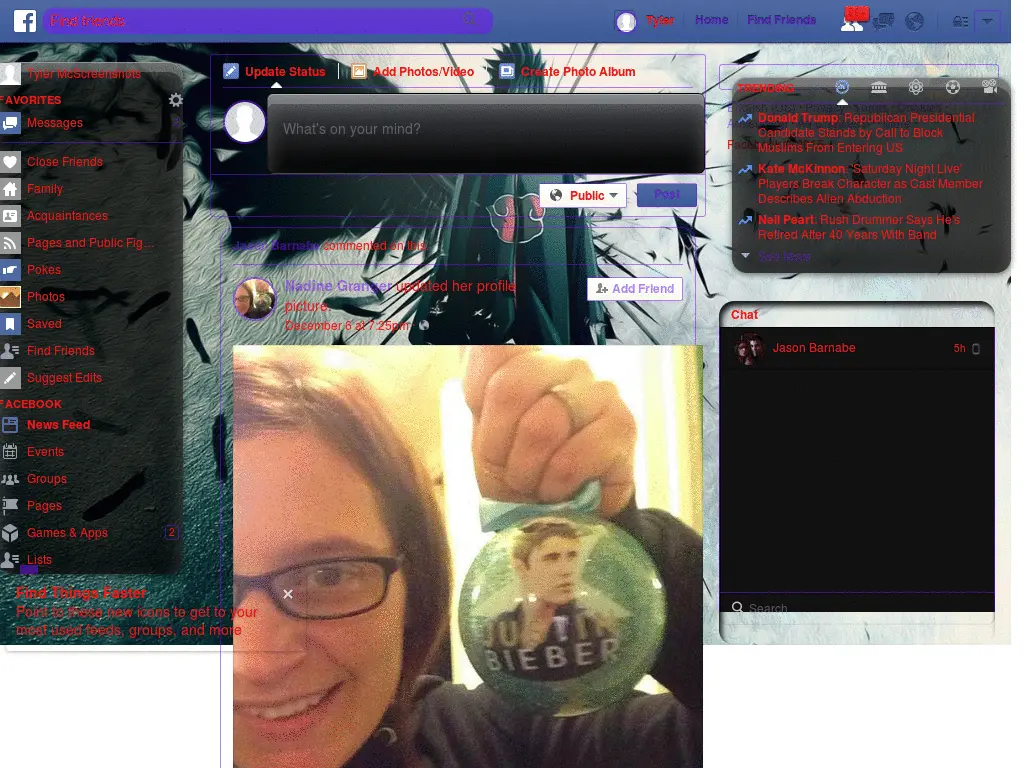 Find friends
Tyler
Home
Find Friends
Tyler McScreenshots
FAVORITES
Messages
Close Friends
Family
Acquaintances
Pages and Public Fig…
Pokes
Photos
Saved
Find Friends
Suggest Edits
FACEBOOK
News Feed
Events
Groups
Pages
Games & Apps
2
Lists
Find Things Faster
Point to these new icons to get to your
most used feeds, groups, and more
Update Status
Add Photos/Video
Create Photo Album
What's on your mind?
Public
Post
Jason Barnabe commented on this.
Nadine Granger updated her profile
picture.
December 6 at 7:25pm
Add Friend
JUSTIN
BIEBER
TRENDING
Donald Trump: Republican Presidential
Candidate Stands by Call to Block
Muslims From Entering US
Kate McKinnon: 'Saturday Night Live'
Players Break Character as Cast Member
Describes Alien Abduction
Neil Peart: Rush Drummer Says He's
Retired After 40 Years With Band
See More
Chat
Jason Barnabe
5h
Search